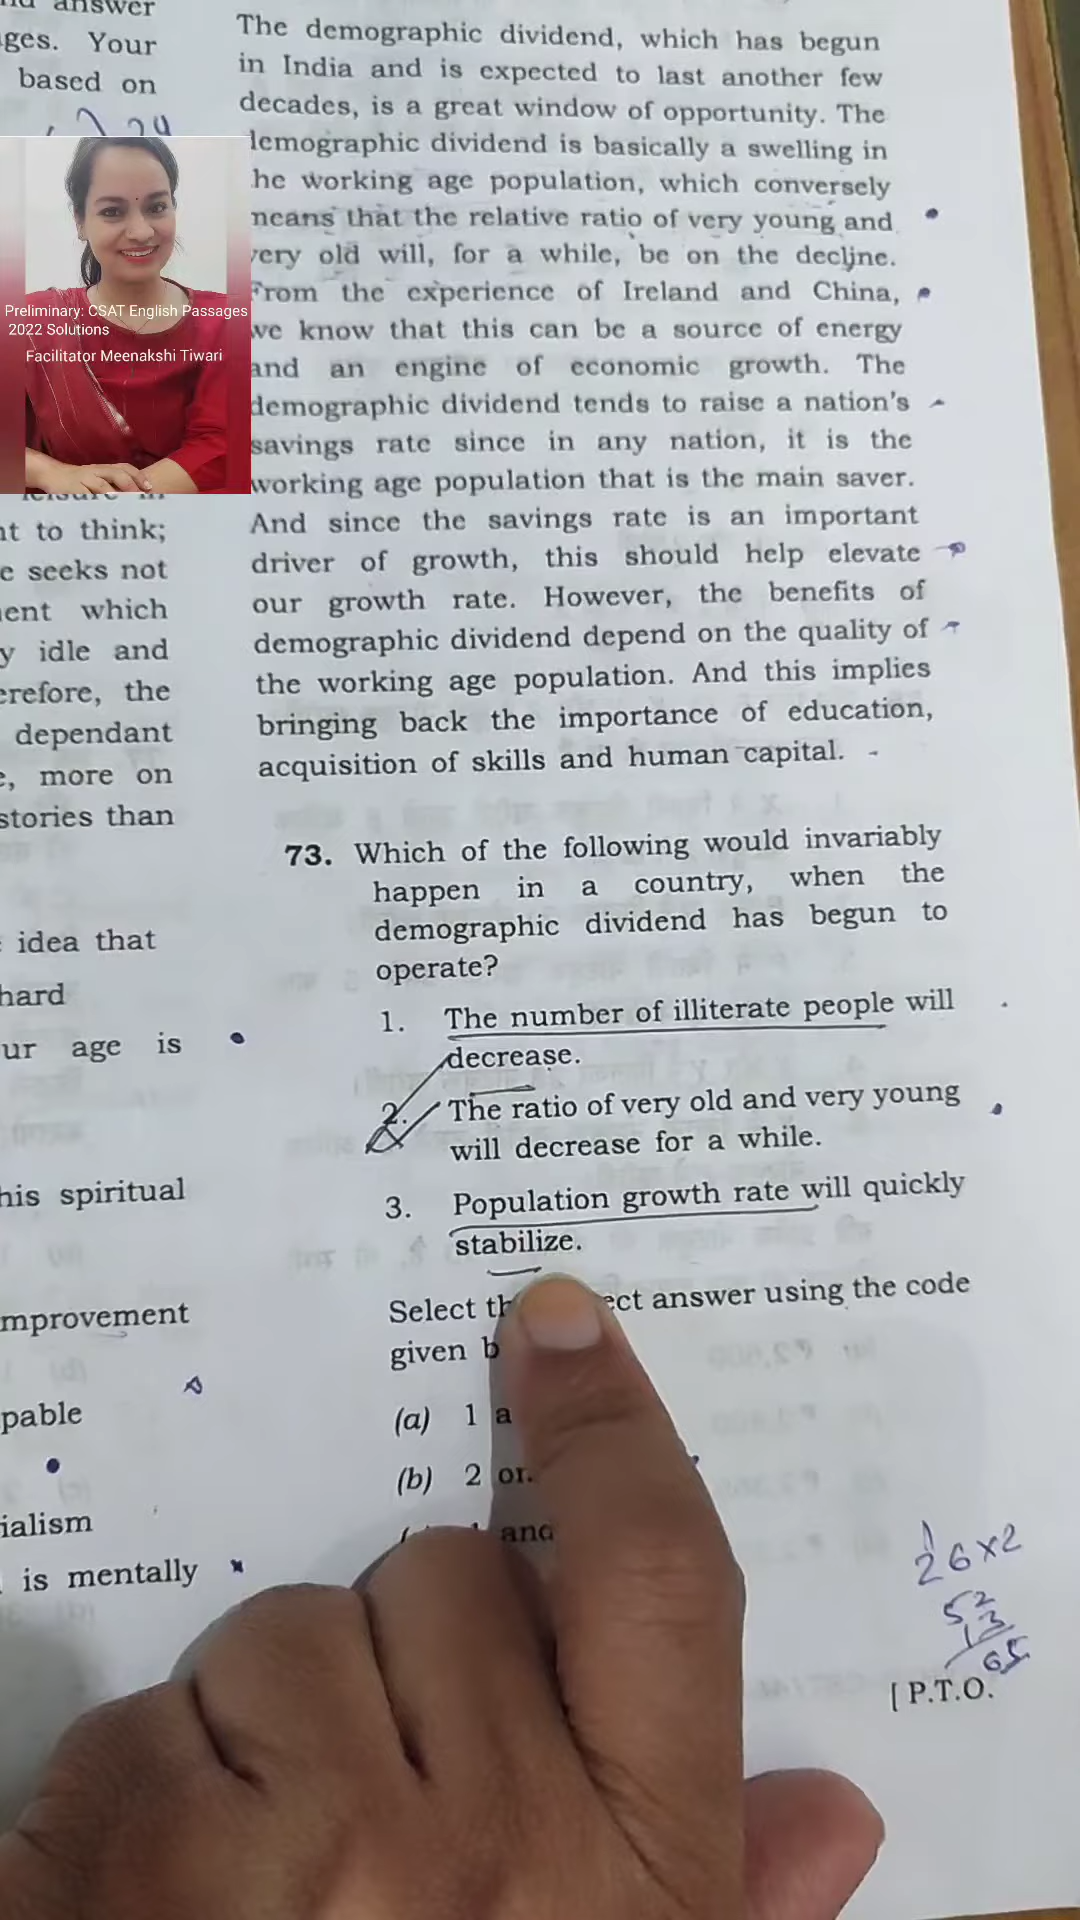 answer
ges. Your
based on
leisure in
nt to think;
e seeks not
ent which
y idle and
erefore, the
dependant
e, more on
stories than
idea that
hard
ur age is
his spiritual
mprovement
pable
ialism
is mentally
Preliminary: CSAT English Passages
2022 Solutions
Facilitator Meenakshi Tiwari
The demographic dividend, which has begun
in India and is expected to last another few
decades, is a great window of opportunity. The
demographic dividend is basically a swelling in
he working age population, which conversely
means that the relative ratio of very young and
very old will, for a while, be on the decline.
From the experience of Ireland and China,
we know that this can be a source of energy
and an engine of economic growth. The
demographic dividend tends to raise a nation's
savings rate since in any nation, it is the
working age population that is the main saver.
And since the savings rate is an important
driver of growth, this should help elevate
our growth rate. However, the benefits of
demographic dividend depend on the quality of
the working age population. And this implies
bringing back the importance of education,
acquisition of skills and human capital.
73. Which of the following would invariably
happen in a country, when the
demographic dividend has begun to
operate?
1. The number of illiterate people will
decrease.
2. The ratio of very old and very young
will decrease for a while.
3. Population growth rate will quickly
stabilize.
Select th ect answer using the code
given b
(a) 1 a
(b) 2 or
and
26×2
52
13
65
[ P.T.O.